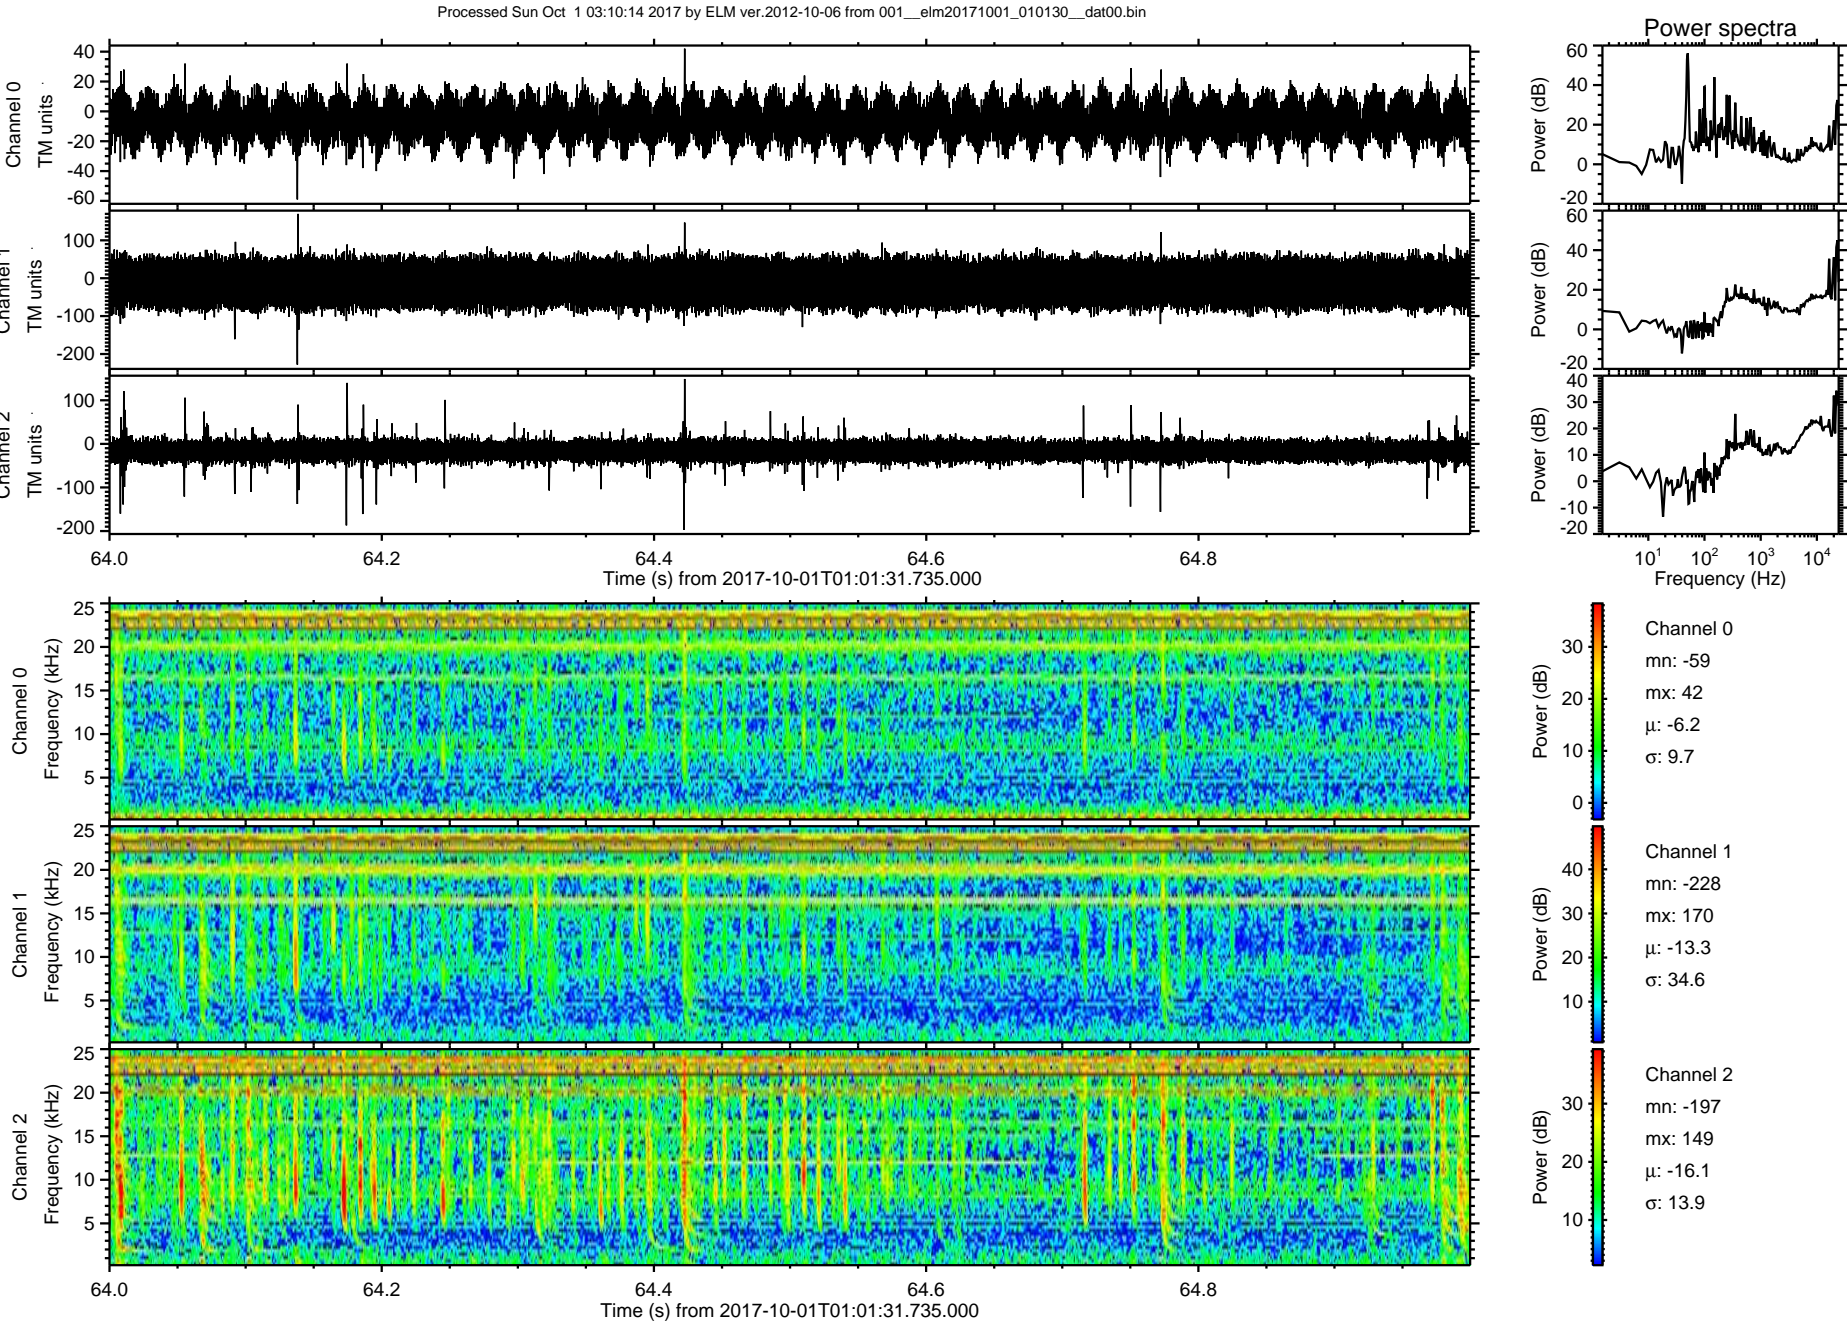 Processed Sun Oct  1 03:10:14 2017 by ELM ver.2012-10-06 from 001__elm20171001_010130__dat00.bin
Power spectra
Channel 0
TM units
40
20
0
-20
-40
-60
Power (dB)
60
40
20
0
-20
Channel 1
TM units
100
0
-100
-200
Power (dB)
60
40
20
0
-20
Channel 2
TM units
100
0
-100
-200
Power (dB)
40
30
20
10
0
-10
-20
64.0 64.2 64.4 64.6 64.8
Time (s) from 2017-10-01T01:01:31.735.000
10¹ 10² 10³ 10⁴
Frequency (Hz)
Channel 0
Frequency (kHz)
25
20
15
10
5
Power (dB)
30
20
10
0
Channel 0
mn: -59
mx: 42
μ: -6.2
σ: 9.7
Channel 1
Frequency (kHz)
25
20
15
10
5
Power (dB)
40
30
20
10
Channel 1
mn: -228
mx: 170
μ: -13.3
σ: 34.6
Channel 2
Frequency (kHz)
25
20
15
10
5
Power (dB)
30
20
10
Channel 2
mn: -197
mx: 149
μ: -16.1
σ: 13.9
64.0 64.2 64.4 64.6 64.8
Time (s) from 2017-10-01T01:01:31.735.000